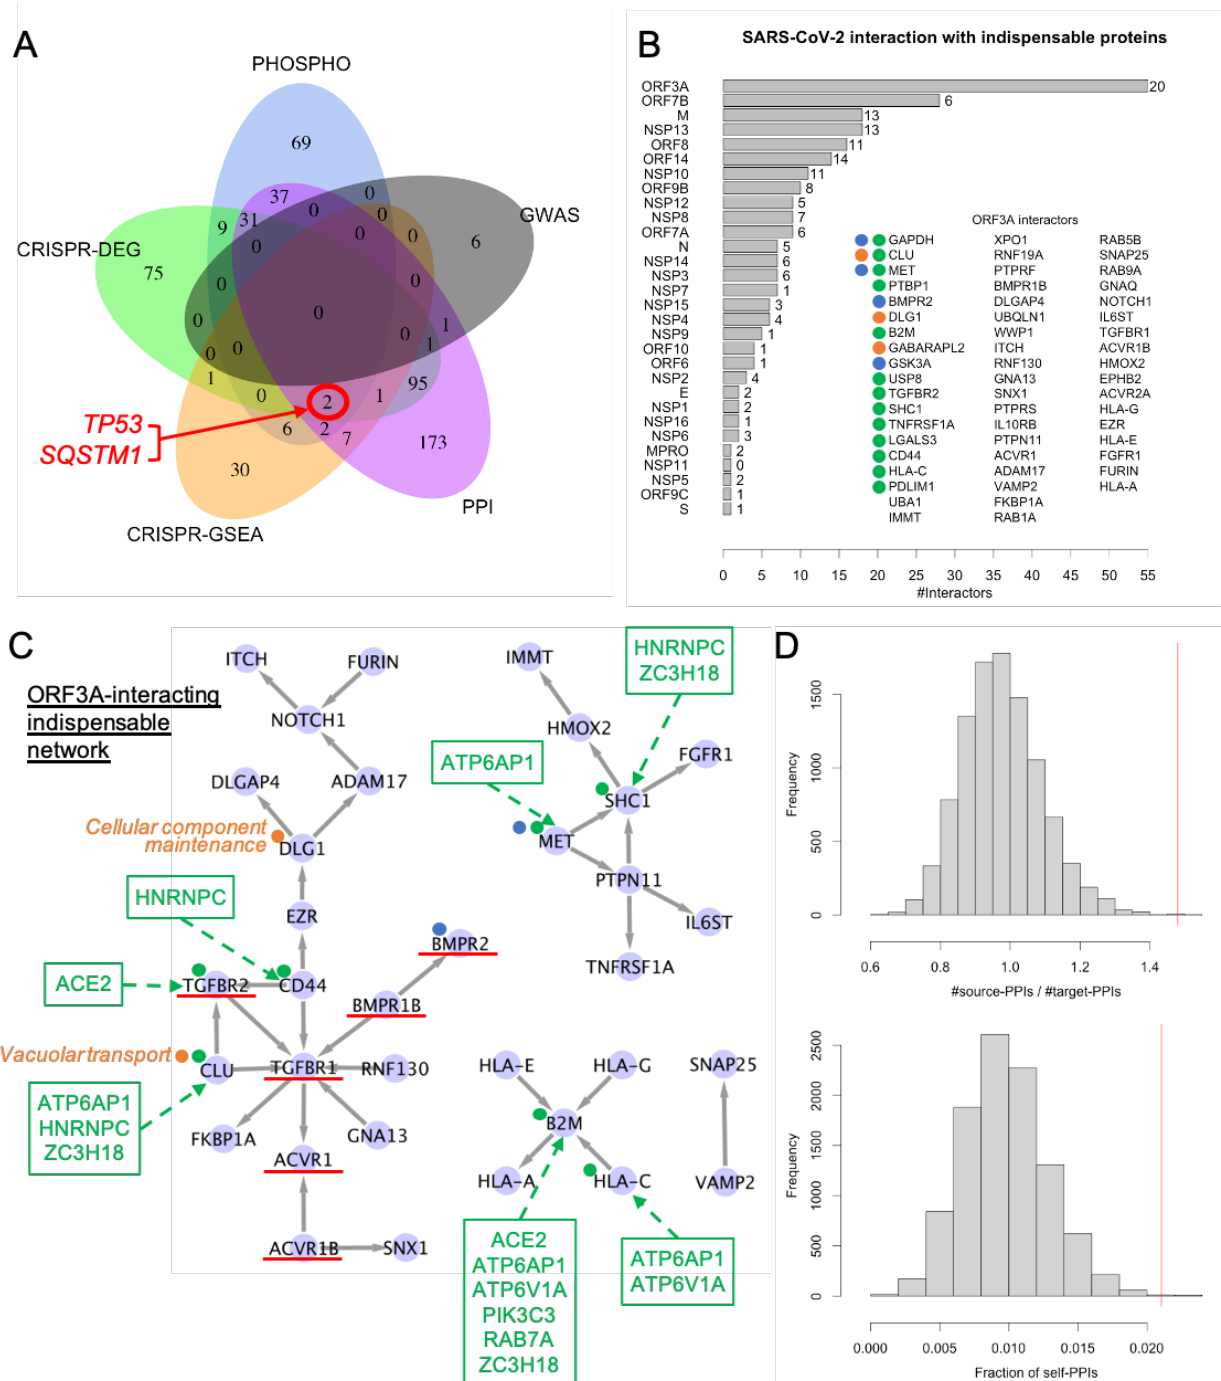 A
PHOSPHO
69
GWAS
37
0
0
9
31
0
0
0
6
CRISPR-DEG
0
75
0
0
0
0
0
1
0
1
0
0
1
95
0
2
1
TP53
SQSTM1
6
2
7
173
30
PPI
CRISPR-GSEA
B
SARS-CoV-2 interaction with indispensable proteins
ORF3A 20
ORF7B 6
M 13
NSP13 13
ORF8 11
ORF14 14
NSP10 11
ORF9B 8
NSP12 5
NSP8 7
ORF7A 6
N 5
NSP14 6
NSP3 6
NSP7 1
NSP15 3
NSP4 4
NSP9 1
ORF10 1
ORF6 1
NSP2 4
E 2
NSP1 2
NSP16 1
NSP6 3
MPRO 2
NSP11 0
NSP5 2
ORF9C 1
S 1
ORF3A interactors
GAPDH XPO1 RAB5B
CLU RNF19A SNAP25
MET PTPRF RAB9A
PTBP1 BMPR1B GNAQ
BMPR2 DLGAP4 NOTCH1
DLG1 UBQLN1 IL6ST
B2M WWP1 TGFBR1
GABARAPL2 ITCH ACVR1B
GSK3A RNF130 HMOX2
USP8 GNA13 EPHB2
TGFBR2 SNX1 ACVR2A
SHC1 PTPRS HLA-G
TNFRSF1A IL10RB EZR
LGALS3 PTPN11 HLA-E
CD44 ACVR1 FGFR1
HLA-C ADAM17 FURIN
PDLIM1 VAMP2 HLA-A
UBA1 FKBP1A
IMMT RAB1A
0 5 10 15 20 25 30 35 40 45 50 55
#Interactors
C
ORF3A-interacting
indispensable
network
ITCH
FURIN
NOTCH1
DLGAP4
ADAM17
Cellular component
maintenance
DLG1
HNRNPC
EZR
BMPR2
ACE2
TGFBR2
CD44
BMPR1B
Vacuolar transport
CLU
TGFBR1
RNF130
ATP6AP1
HNRNPC
ZC3H18
FKBP1A
GNA13
ACVR1
ACVR1B
SNX1
IMMT
HNRNPC
ZC3H18
HMOX2
ATP6AP1
FGFR1
SHC1
MET
PTPN11
IL6ST
TNFRSF1A
HLA-E
HLA-G
SNAP25
B2M
HLA-A
HLA-C
VAMP2
ACE2
ATP6AP1
ATP6V1A
PIK3C3
RAB7A
ZC3H18
ATP6AP1
ATP6V1A
D
Frequency
0
500
1000
1500
0.6 0.8 1.0 1.2 1.4
#source-PPIs / #target-PPIs
Frequency
0
500
1000
1500
2000
2500
0.000 0.005 0.010 0.015 0.020
Fraction of self-PPIs